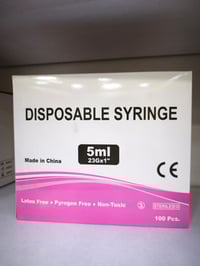 DISPOSABLE SYRINGE
5ml
23Gx1"
Made in China
CE
Latex Free • Pyrogen Free • Non-Toxic
STERILE EO
100 Pcs.